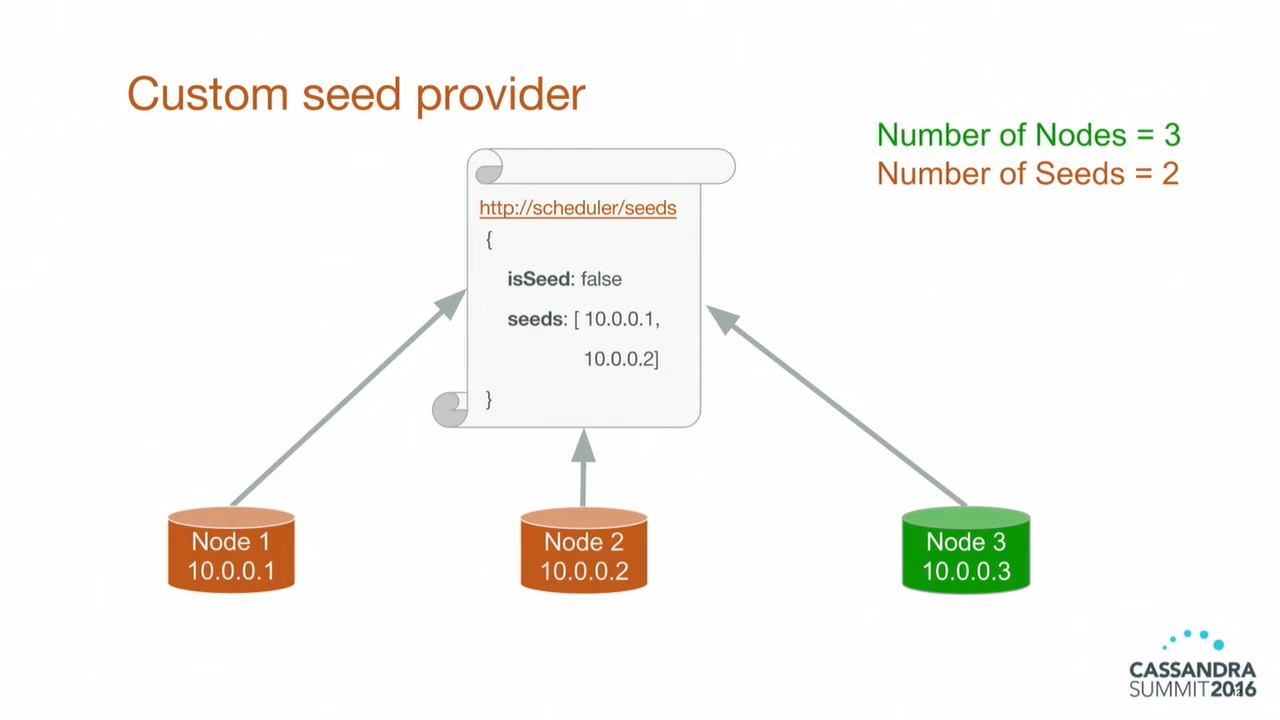 Custom seed provider
Number of Nodes = 3
Number of Seeds = 2
http://scheduler/seeds
{
isSeed: false
seeds: [ 10.0.0.1,
10.0.0.2]
}
Node 1
10.0.0.1
Node 2
10.0.0.2
Node 3
10.0.0.3
CASSANDRA
SUMMIT2016